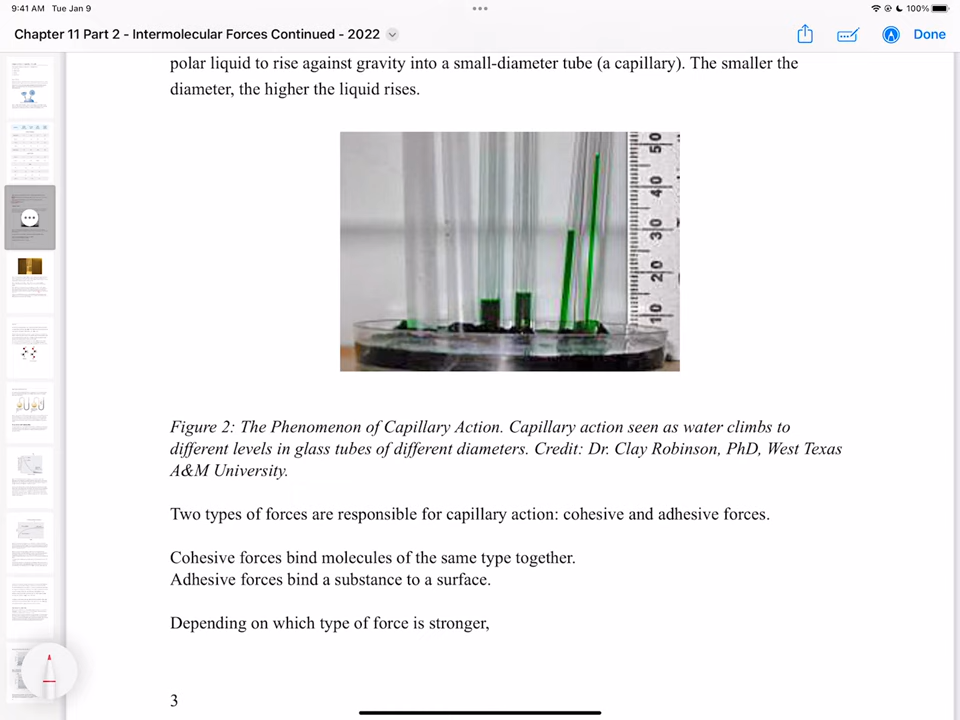 9:41 AM Tue Jan 9
100%
Chapter 11 Part 2 - Intermolecular Forces Continued - 2022
Done
polar liquid to rise against gravity into a small-diameter tube (a capillary). The smaller the
diameter, the higher the liquid rises.
50
40
30
20
10
Figure 2: The Phenomenon of Capillary Action. Capillary action seen as water climbs to
different levels in glass tubes of different diameters. Credit: Dr. Clay Robinson, PhD, West Texas
A&M University.
Two types of forces are responsible for capillary action: cohesive and adhesive forces.
Cohesive forces bind molecules of the same type together.
Adhesive forces bind a substance to a surface.
Depending on which type of force is stronger,
3